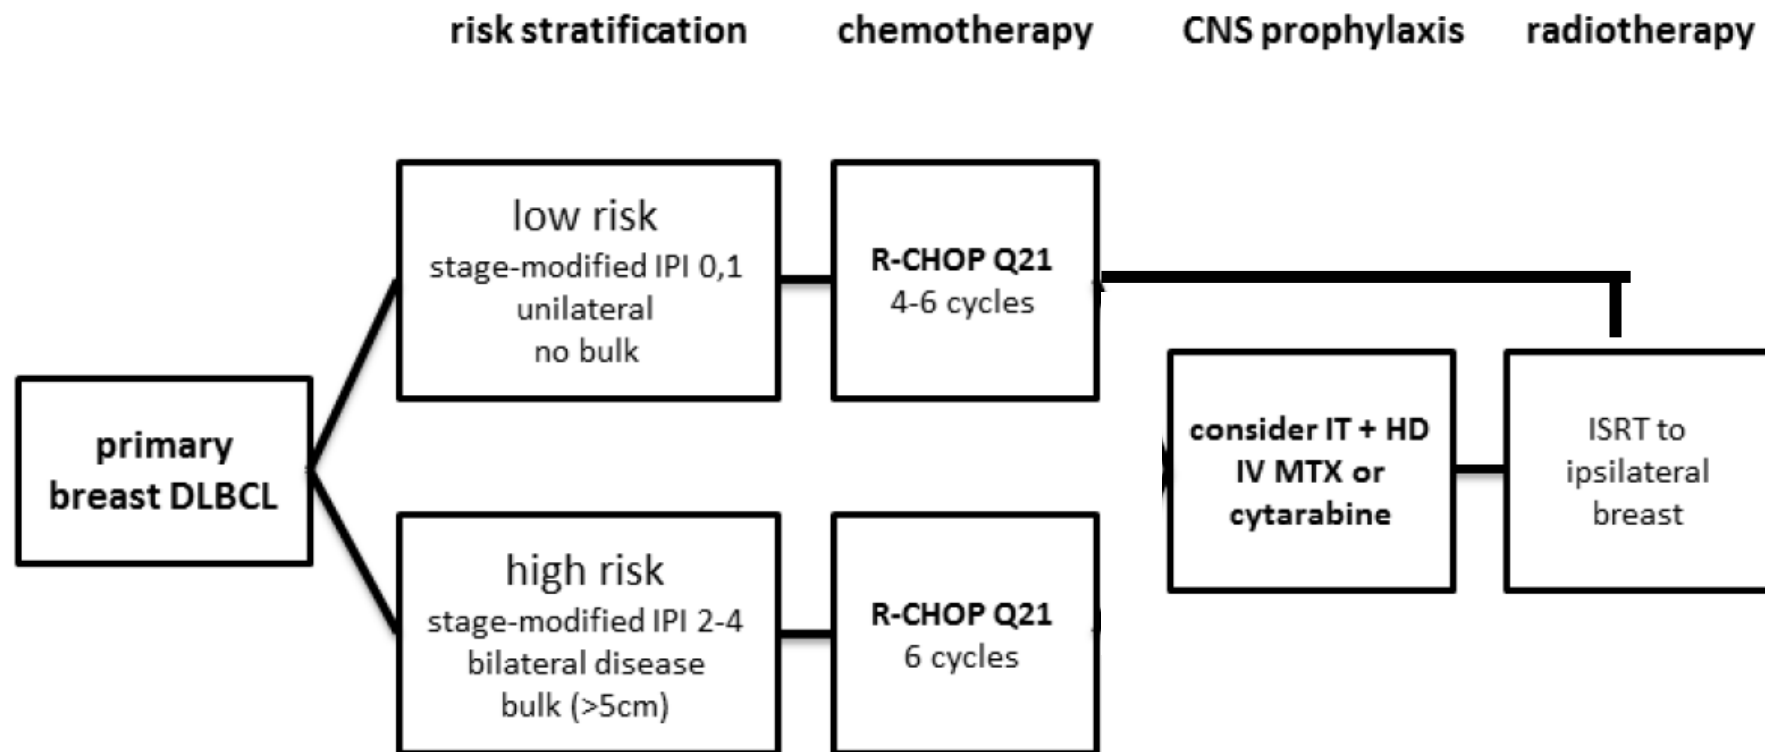 risk stratification
chemotherapy
CNS prophylaxis
radiotherapy
low risk
stage-modified IPI 0,1
unilateral
no bulk
R-CHOP Q21
4-6 cycles
primary
breast DLBCL
consider IT + HD
IV MTX or
cytarabine
ISRT to
ipsilateral
breast
high risk
stage-modified IPI 2-4
bilateral disease
bulk (>5cm)
R-CHOP Q21
6 cycles